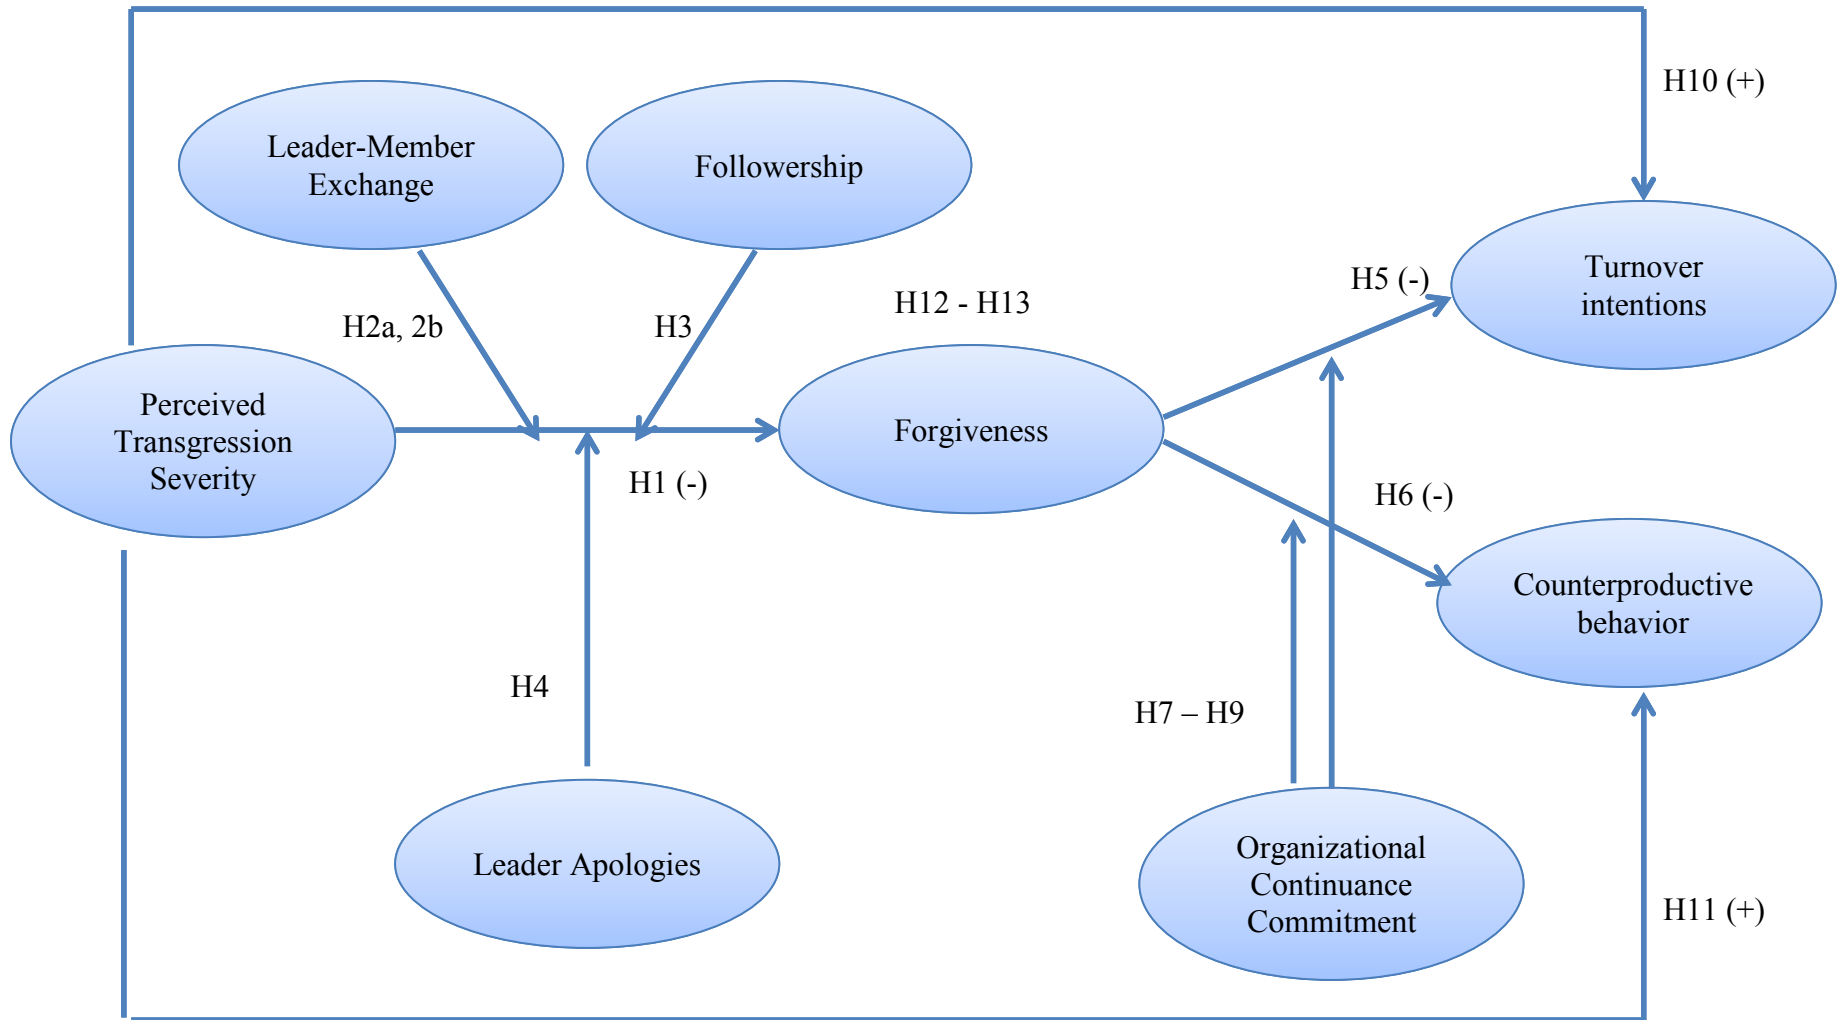 H10 (+)
Leader-Member
Exchange
Followership
H5 (-)
Turnover
intentions
H12 - H13
H2a, 2b
H3
Perceived
Transgression
Severity
Forgiveness
H1 (-)
H6 (-)
Counterproductive
behavior
H4
H7 – H9
Leader Apologies
Organizational
Continuance
Commitment
H11 (+)